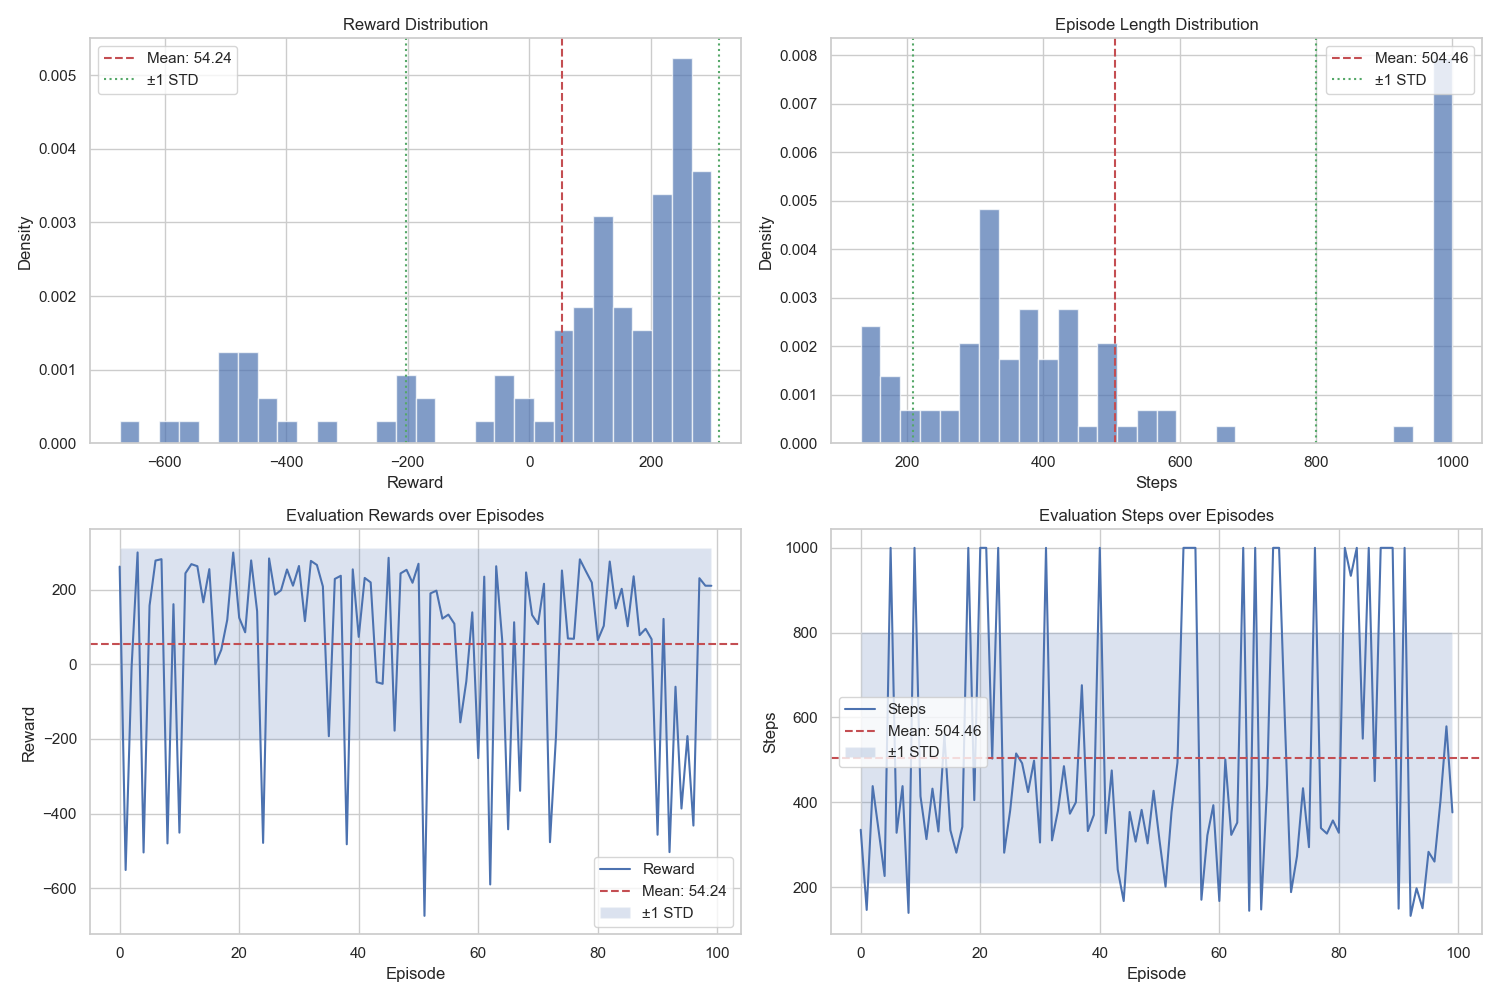 Reward Distribution
Mean: 54.24
±1 STD
0.005
0.004
0.003
0.002
0.001
0.000
Density
−600 −400 −200 0 200
Reward
Episode Length Distribution
Mean: 504.46
±1 STD
0.008
0.007
0.006
0.005
0.004
0.003
0.002
0.001
0.000
Density
200 400 600 800 1000
Steps
Evaluation Rewards over Episodes
200
0
−200
−400
−600
Reward
Reward
Mean: 54.24
±1 STD
0 20 40 60 80 100
Episode
Evaluation Steps over Episodes
1000
800
600
400
200
Steps
Steps
Mean: 504.46
±1 STD
0 20 40 60 80 100
Episode